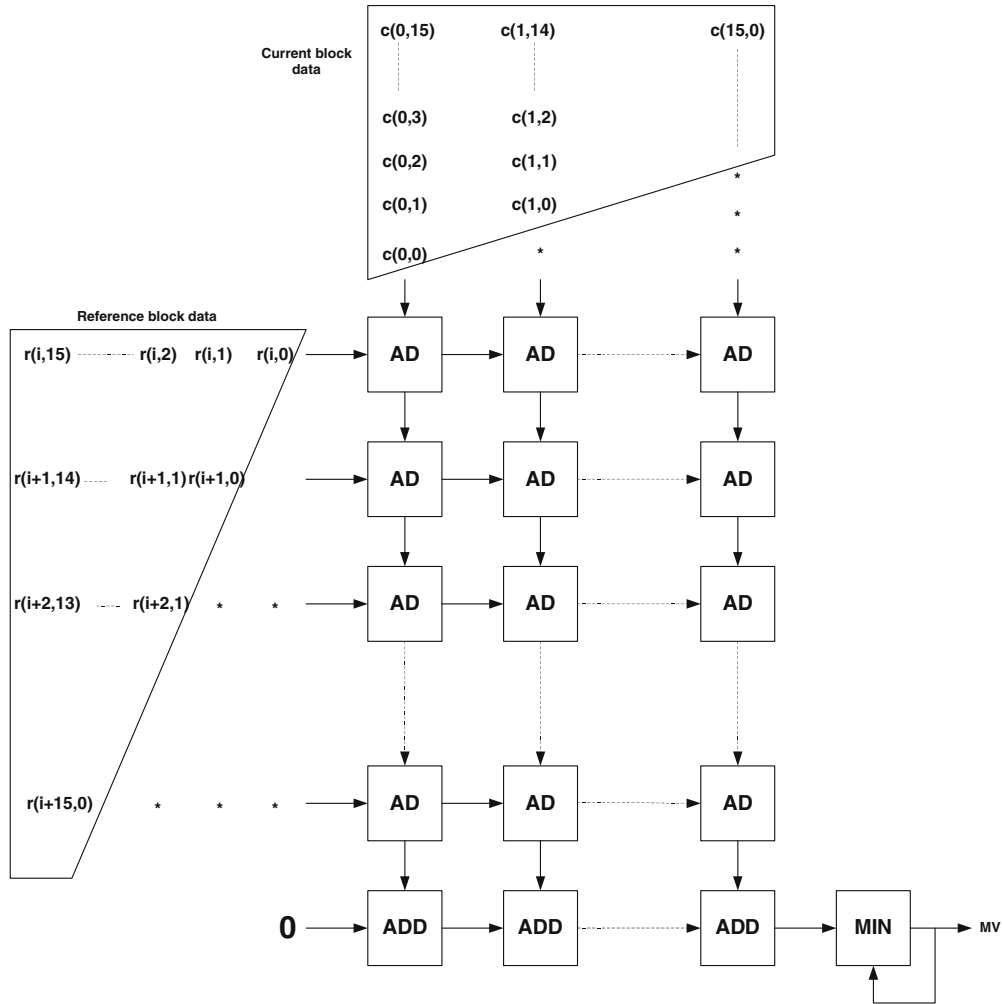 c(0,15) c(1,14) c(15,0)
Current block
data
c(0,3) c(1,2)
c(0,2) c(1,1)
*
c(0,1) c(1,0)
*
c(0,0) * *
Reference block data
r(i,15) r(i,2) r(i,1) r(i,0) AD AD AD
r(i+1,14) r(i+1,1) r(i+1,0) AD AD AD
r(i+2,13) r(i+2,1) * * AD AD AD
r(i+15,0) * * * AD AD AD
0 ADD ADD ADD MIN MV